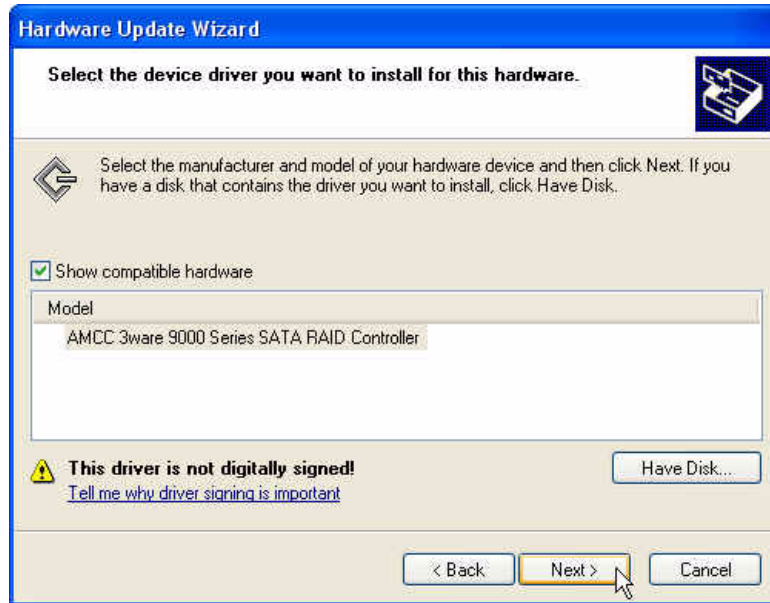 Hardware Update Wizard
Select the device driver you want to install for this hardware.
Select the manufacturer and model of your hardware device and then click Next. If you
have a disk that contains the driver you want to install, click Have Disk.
Show compatible hardware
Model
AMCC 3ware 9000 Series SATA RAID Controller
This driver is not digitally signed!
Have Disk...
Tell me why driver signing is important
< Back Next > Cancel